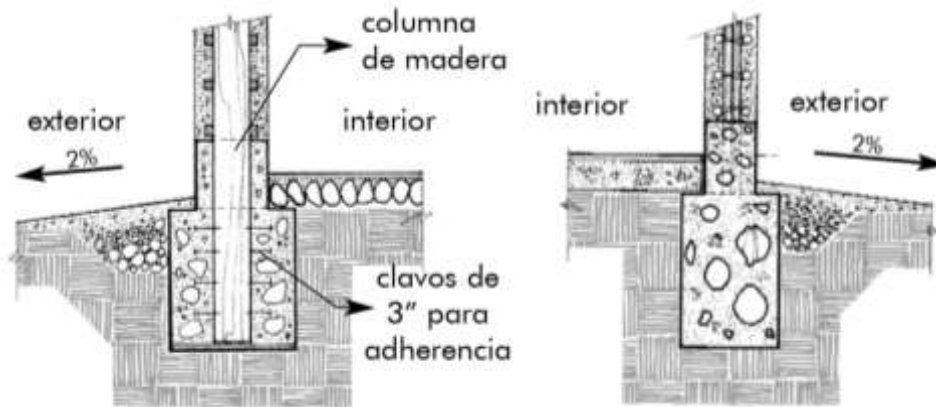 columna
de madera
exterior
interior
2%
clavos de
3” para
adherencia
interior
exterior
2%